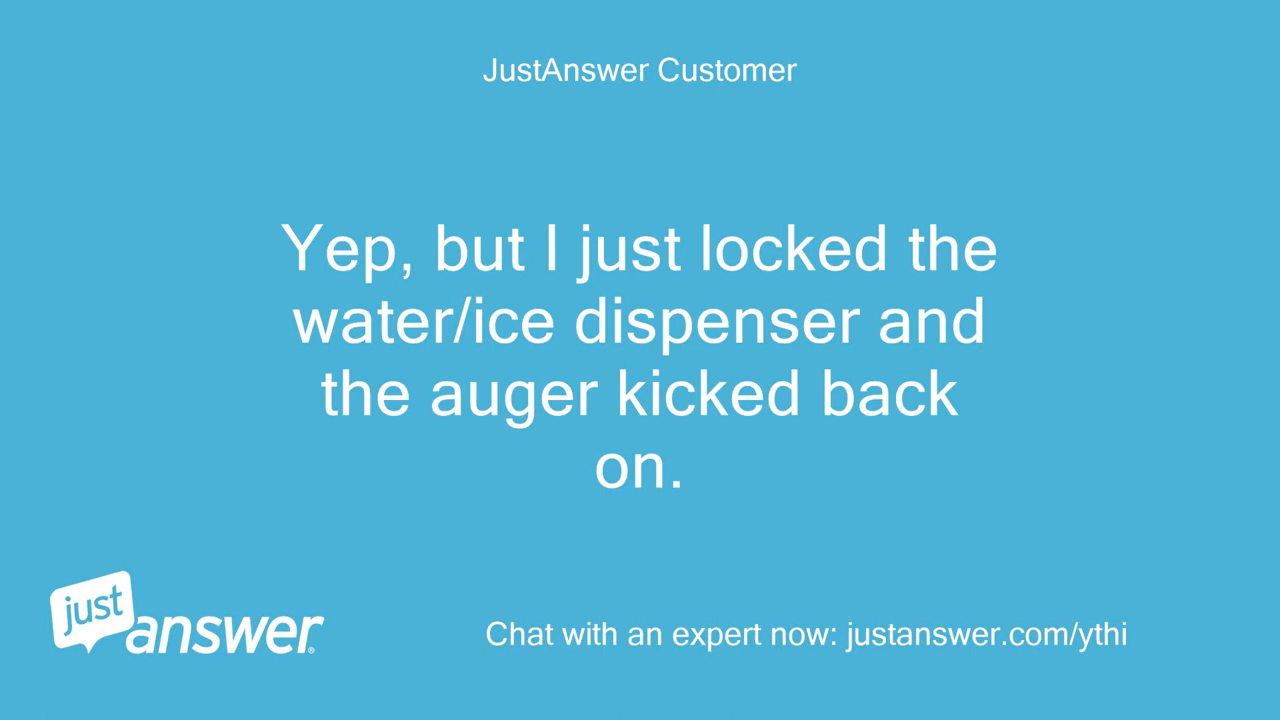 JustAnswer Customer
Yep, but I just locked the
water/ice dispenser and
the auger kicked back
on.
just
answer®
Chat with an expert now: justanswer.com/ythi